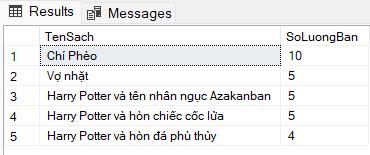 Results Messages
TenSach SoLuongBan
1 Chí Phèo 10
2 Vợ nhặt 5
3 Harry Potter và tên nhân ngục Azakanban 5
4 Harry Potter và hòn chiếc cốc lửa 5
5 Harry Potter và hòn đá phù thủy 4